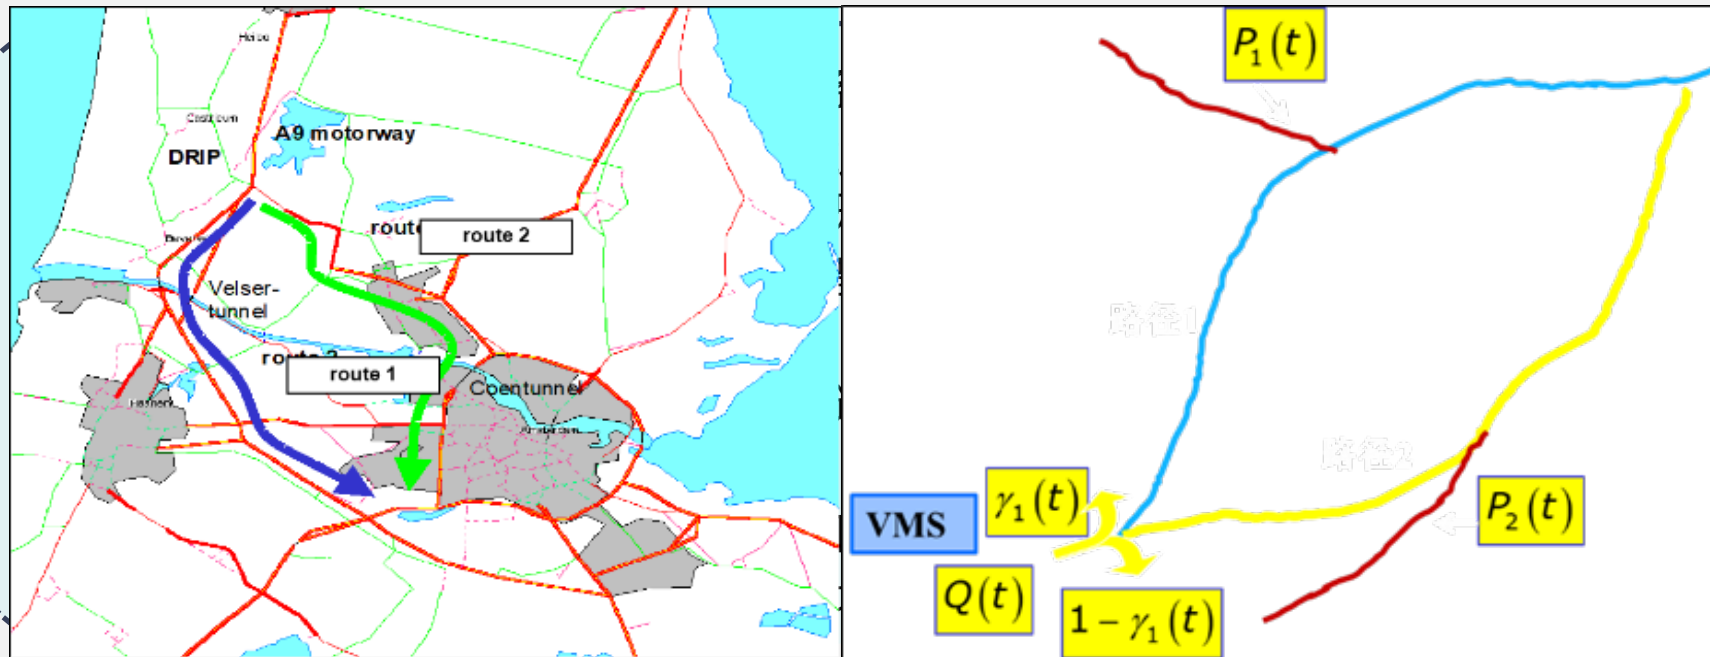 A9 motorway
DRIP
route 2
Velser-
tunnel
route 1
Coentunnel
P₁(t)
路径1
路径2
γ₁(t)
VMS
P₂(t)
Q(t)
1 − γ₁(t)